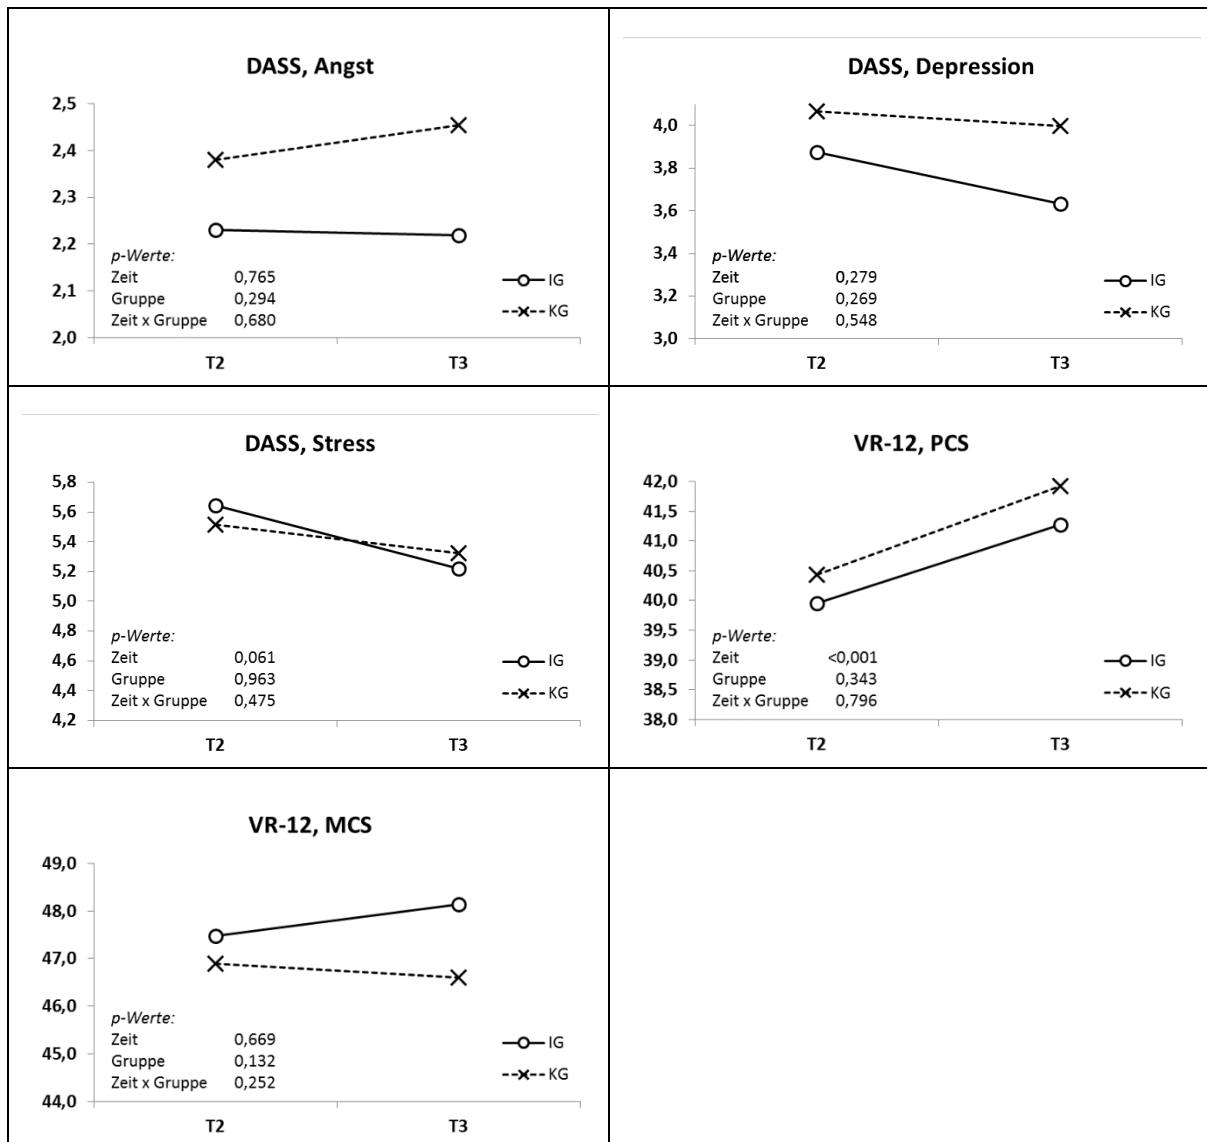 DASS, Angst
2,5
2,4
2,3
2,2
2,1
2,0
p-Werte:
Zeit 0,765
Gruppe 0,294
Zeit x Gruppe 0,680
IG
KG
T2 T3
DASS, Depression
4,0
3,8
3,6
3,4
3,2
3,0
p-Werte:
Zeit 0,279
Gruppe 0,269
Zeit x Gruppe 0,548
IG
KG
T2 T3
DASS, Stress
5,8
5,6
5,4
5,2
5,0
4,8
4,6
4,4
4,2
p-Werte:
Zeit 0,061
Gruppe 0,963
Zeit x Gruppe 0,475
IG
KG
T2 T3
VR-12, PCS
42,0
41,5
41,0
40,5
40,0
39,5
39,0
38,5
38,0
p-Werte:
Zeit <0,001
Gruppe 0,343
Zeit x Gruppe 0,796
IG
KG
T2 T3
VR-12, MCS
49,0
48,0
47,0
46,0
45,0
44,0
p-Werte:
Zeit 0,669
Gruppe 0,132
Zeit x Gruppe 0,252
IG
KG
T2 T3